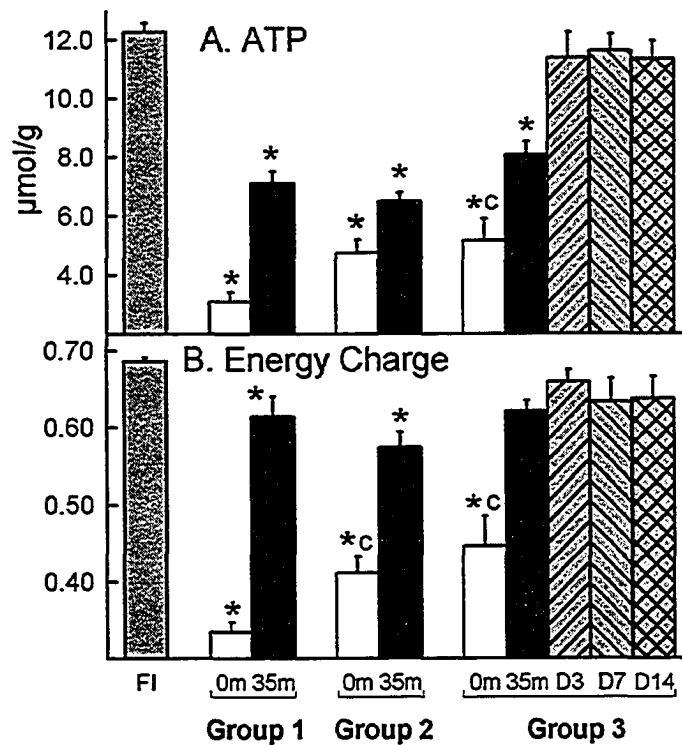 A. ATP
12.0
10.0
8.0
6.0
4.0
μmol/g
* * * * *c *
B. Energy Charge
0.70
0.60
0.50
0.40
* * *c * *c
FI 0m 35m 0m 35m 0m 35m D3 D7 D14
Group 1 Group 2 Group 3